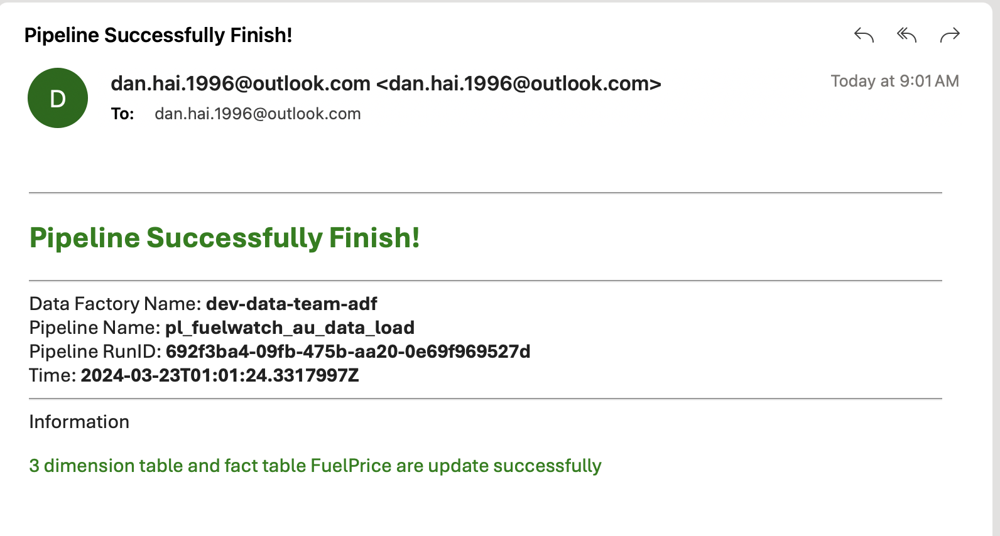 Pipeline Successfully Finish!
D
dan.hai.1996@outlook.com <dan.hai.1996@outlook.com>
Today at 9:01 AM
To: dan.hai.1996@outlook.com
Pipeline Successfully Finish!
Data Factory Name: dev-data-team-adf
Pipeline Name: pl_fuelwatch_au_data_load
Pipeline RunID: 692f3ba4-09fb-475b-aa20-0e69f969527d
Time: 2024-03-23T01:01:24.3317997Z
Information
3 dimension table and fact table FuelPrice are update successfully